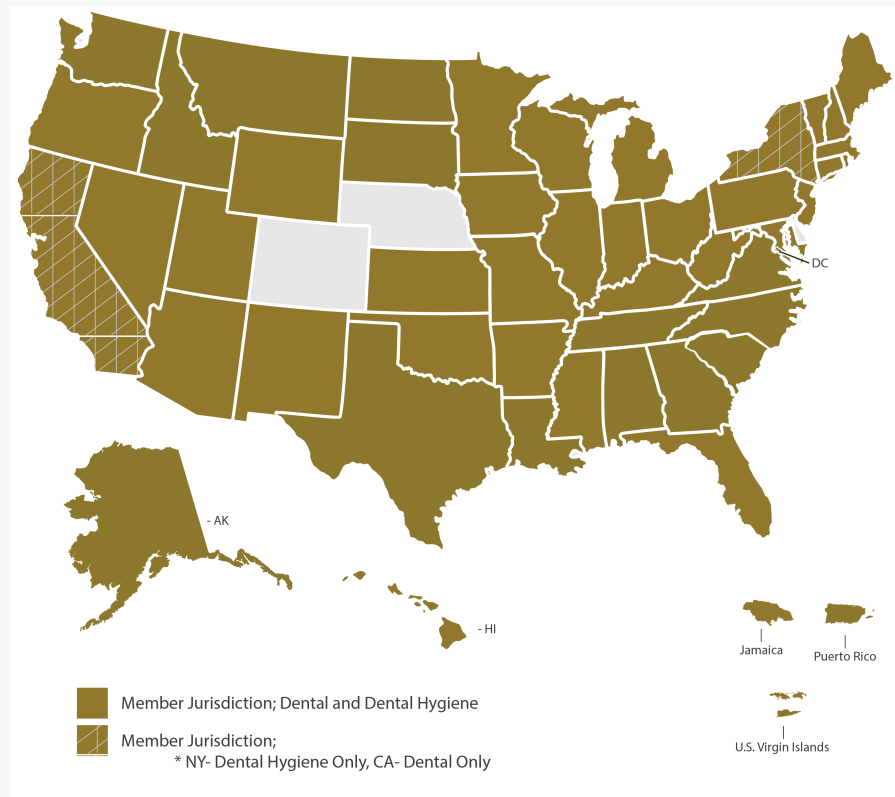 DC
- AK
- HI
Jamaica
Puerto Rico
U.S. Virgin Islands
Member Jurisdiction; Dental and Dental Hygiene
Member Jurisdiction;
* NY- Dental Hygiene Only, CA- Dental Only